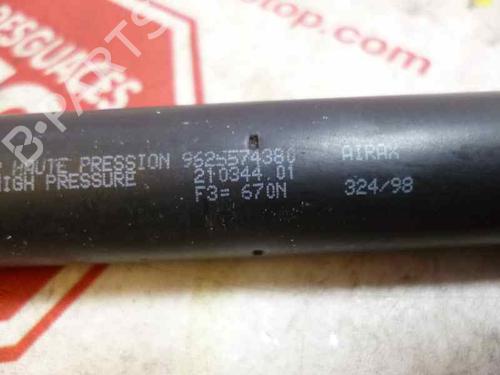 DESGUACES
top.com
B-PARTS
HAUTE PRESSION 9625574380 AIRAX
HIGH PRESSURE 210344.01
F3= 670N 324/98